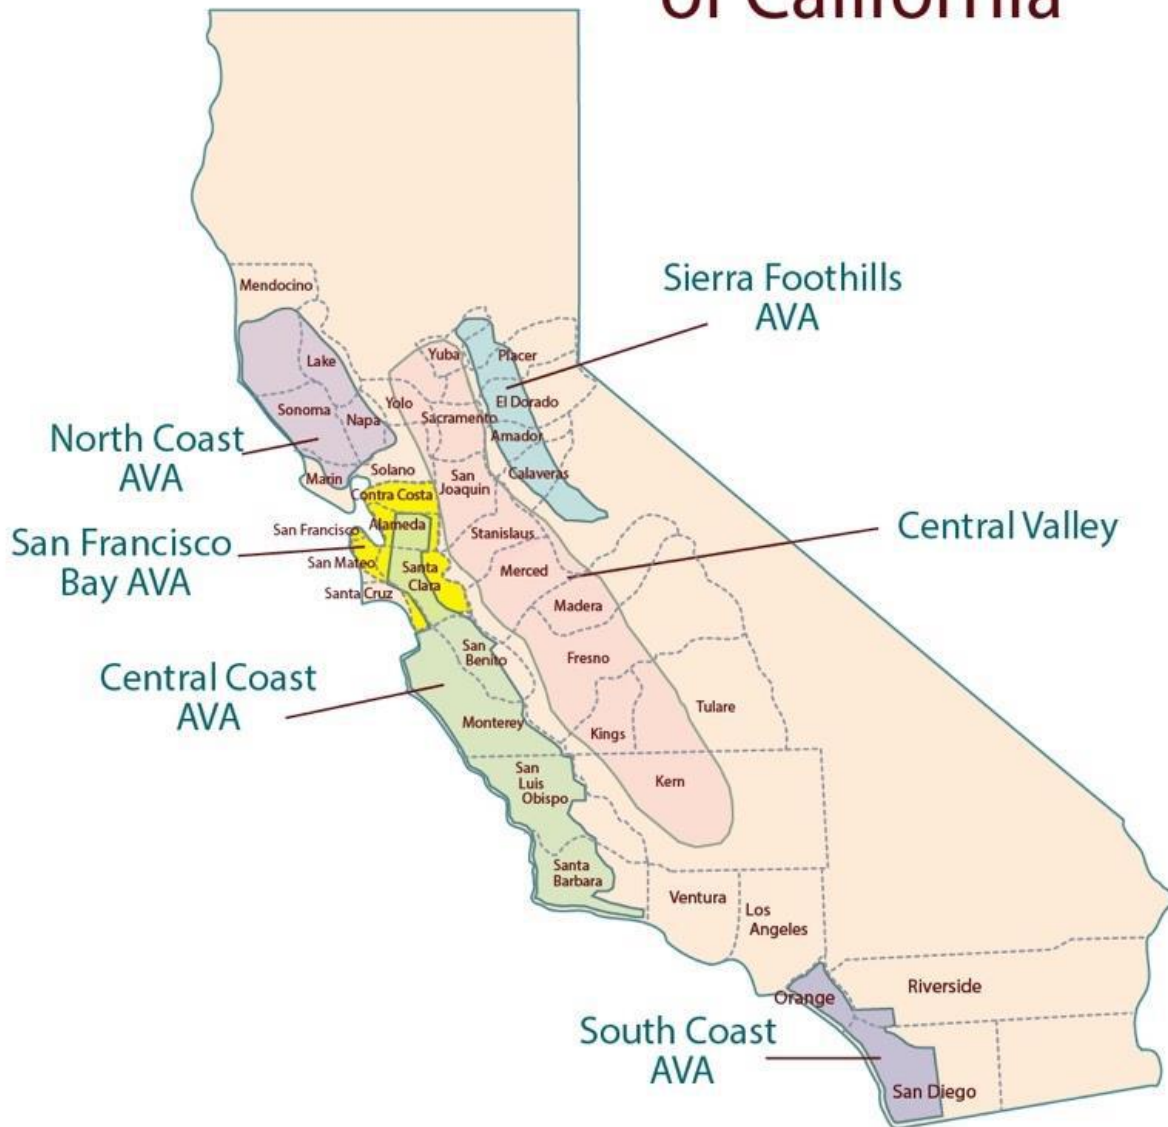 of California
Mendocino
Sierra Foothills
AVA
Lake
Yuba
Placer
Sonoma
Napa
Yolo
Sacramento
El Dorado
Amador
North Coast
AVA
Marin
Solano
San
Joaquin
Calaveras
Contra Costa
San Francisco
Alameda
Stanislaus
Central Valley
San Francisco
Bay AVA
San Mateo
Santa
Clara
Merced
Santa Cruz
Madera
San
Benito
Fresno
Central Coast
AVA
Monterey
Kings
Tulare
San
Luis
Obispo
Kern
Santa
Barbara
Ventura
Los
Angeles
Orange
Riverside
South Coast
AVA
San Diego